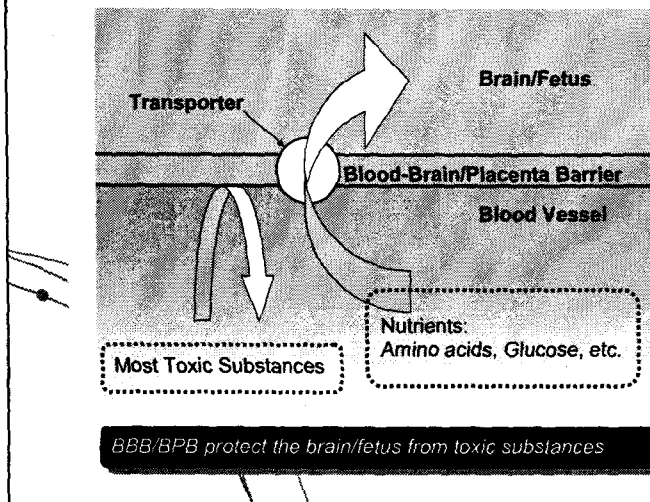 Brain/Fetus
Transporter
Blood-Brain/Placenta Barrier
Blood Vessel
Nutrients:
Amino acids, Glucose, etc.
Most Toxic Substances
BBB/BPB protect the brain/fetus from toxic substances